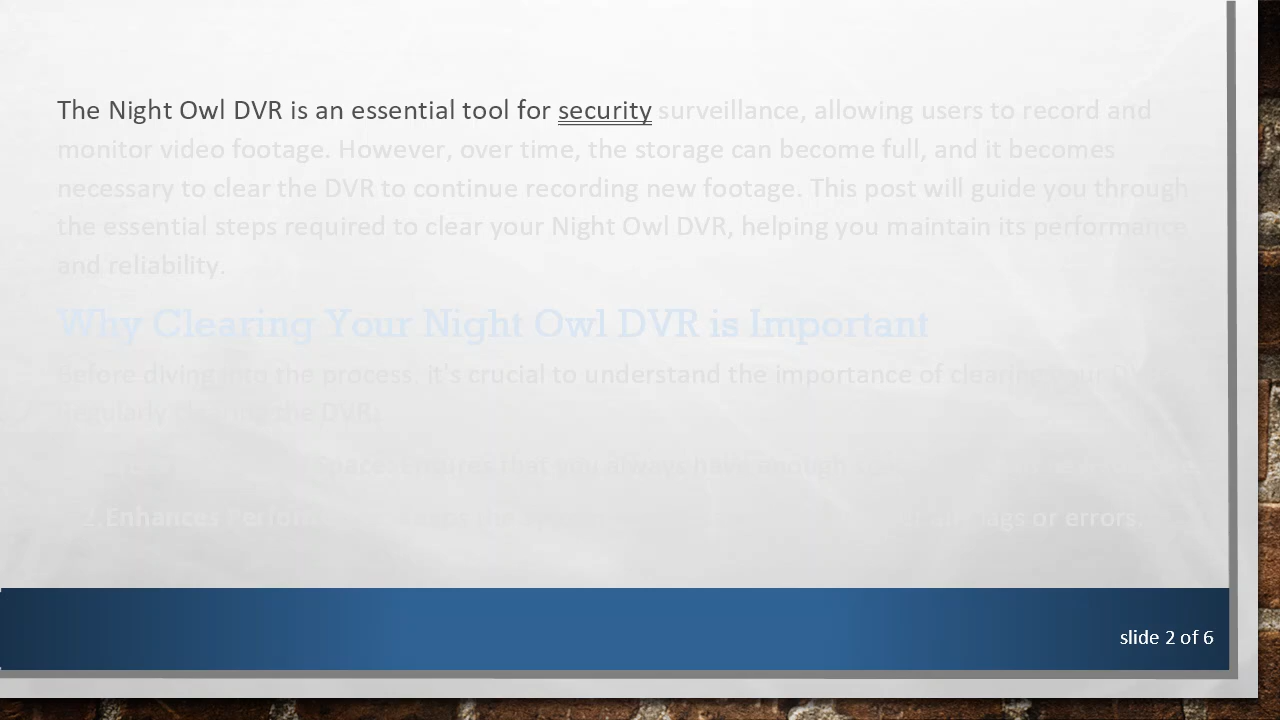 The Night Owl DVR is an essential tool for security surveillance, allowing users to record and
monitor video footage. However, over time, the storage can become full, and it becomes
necessary to clear the DVR to continue recording new footage. This post will guide you through
the essential steps required to clear your Night Owl DVR, helping you maintain its performance
and reliability.
Why Clearing Your Night Owl DVR is Important
Before diving into the process, it's crucial to understand the importance of clearing your DVR.
Regularly clearing the DVR:
Space: Ensures that you always have enough
2. Enhances the lags or errors.
slide 2 of 6